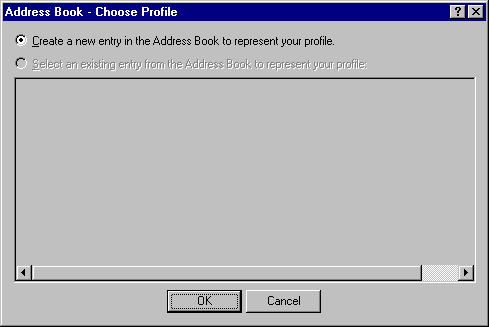 Address Book - Choose Profile
Create a new entry in the Address Book to represent your profile.
Select an existing entry from the Address Book to represent your profile:
OK
Cancel